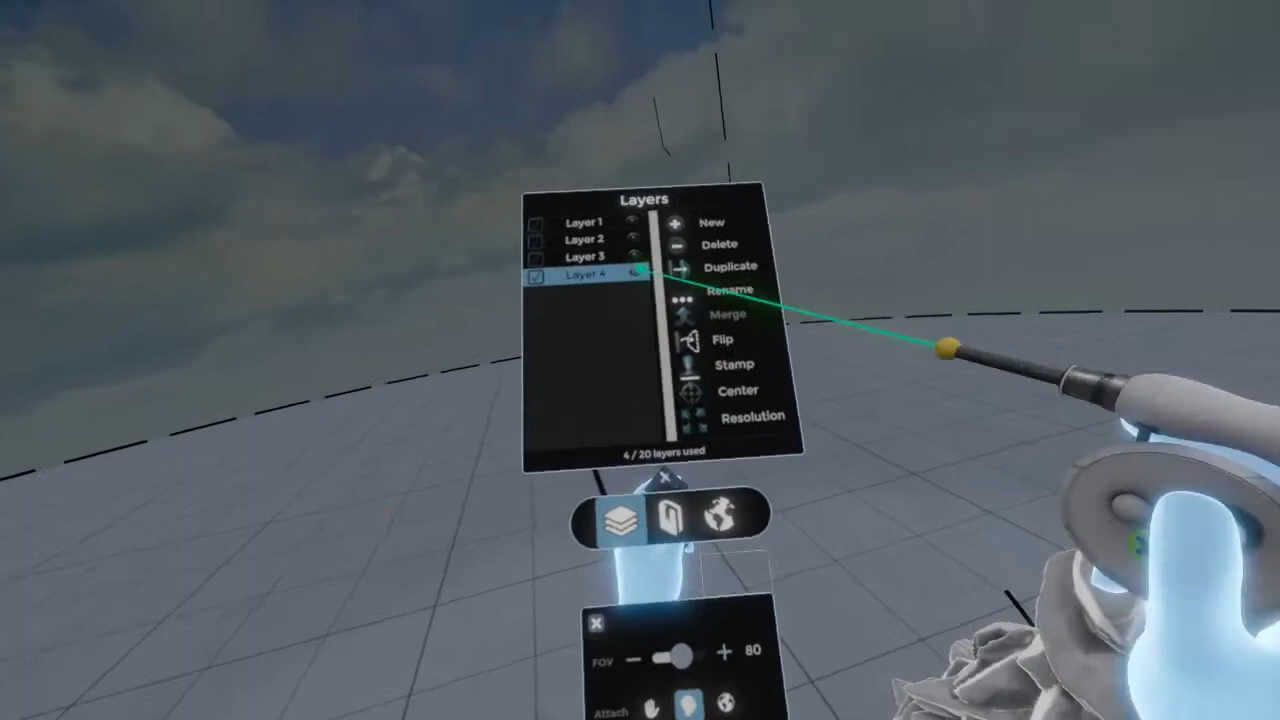 Layers
Layer 1
Layer 2
Layer 3
Layer 4
New
Delete
Duplicate
Rename
Merge
Flip
Stamp
Center
Resolution
4 / 20 layers used
FOV
80
Attach